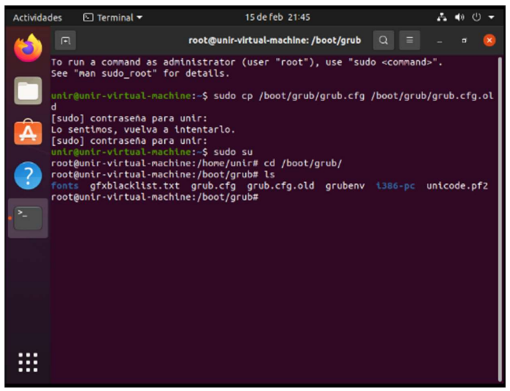 Actividades Terminal 15 de feb 21:45
root@unir-virtual-machine: /boot/grub
To run a command as administrator (user "root"), use "sudo <command>".
See "man sudo_root" for details.
unir@unir-virtual-machine:~$ sudo cp /boot/grub/grub.cfg /boot/grub/grub.cfg.ol
d
[sudo] contraseña para unir:
Lo sentimos, vuelva a intentarlo.
[sudo] contraseña para unir:
unir@unir-virtual-machine:~$ sudo su
root@unir-virtual-machine:/home/unir# cd /boot/grub/
root@unir-virtual-machine:/boot/grub# ls
fonts gfxblacklist.txt grub.cfg grub.cfg.old grubenv i386-pc unicode.pf2
root@unir-virtual-machine:/boot/grub#